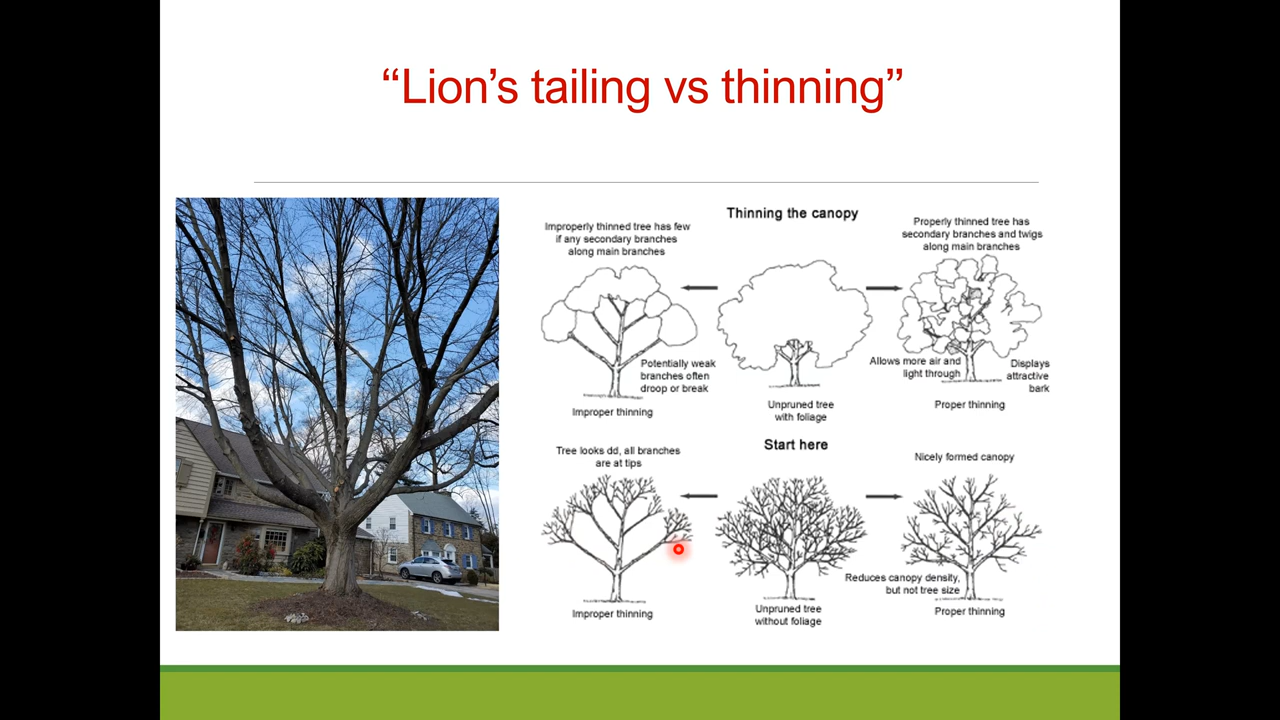 “Lion’s tailing vs thinning”
Thinning the canopy
Improperly thinned tree has few
if any secondary branches
along main branches
Properly thinned tree has
secondary branches and twigs
along main branches
Potentially weak
branches often
droop or break
Allows more air and
light through
Displays
attractive
bark
Improper thinning
Unpruned tree
with foliage
Proper thinning
Start here
Tree looks dd, all branches
are at tips
Nicely formed canopy
Reduces canopy density,
but not tree size
Improper thinning
Unpruned tree
without foliage
Proper thinning